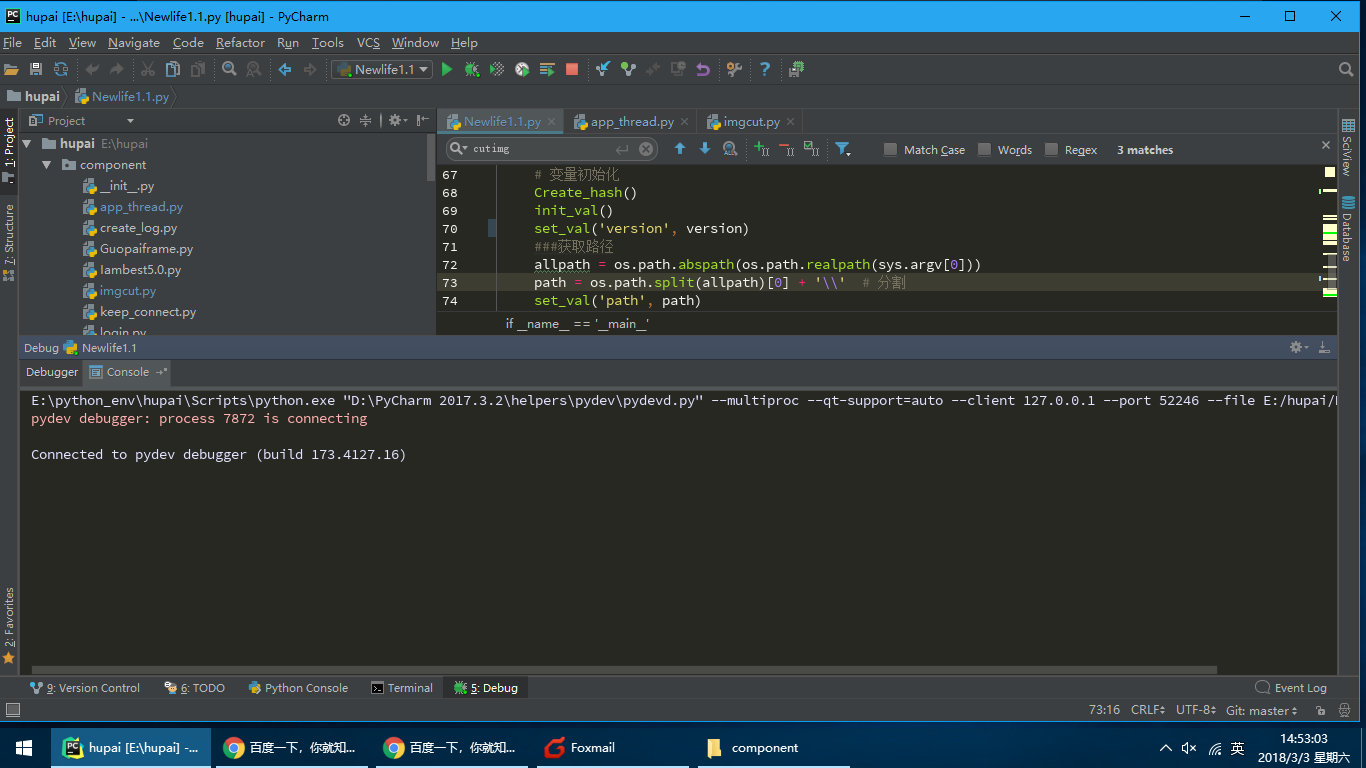 hupai [E:\hupai] - ...\Newlife1.1.py [hupai] - PyCharm
File Edit View Navigate Code Refactor Run Tools VCS Window Help
Newlife1.1
hupai Newlife1.1.py
Project
Newlife1.1.py app_thread.py imgcut.py
1: Project
7: Structure
2: Favorites
hupai E:\hupai
component
__init__.py
app_thread.py
create_log.py
Guopaiframe.py
Iambest5.0.py
imgcut.py
keep_connect.py
login.py
cutimg Match Case Words Regex 3 matches
67 # 变量初始化
68 Create_hash()
69 init_val()
70 set_val('version', version)
71 ###获取路径
72 allpath = os.path.abspath(os.path.realpath(sys.argv[0]))
73 path = os.path.split(allpath)[0] + '\\' # 分割
74 set_val('path', path)
if __name__ == '__main__'
SciView
Database
Debug Newlife1.1
Debugger Console
E:\python_env\hupai\Scripts\python.exe "D:\PyCharm 2017.3.2\helpers\pydev\pydevd.py" --multiproc --qt-support=auto --client 127.0.0.1 --port 52246 --file E:/hupai/
pydev debugger: process 7872 is connecting
Connected to pydev debugger (build 173.4127.16)
9: Version Control 6: TODO Python Console Terminal 5: Debug Event Log
73:16 CRLF UTF-8 Git: master
hupai [E:\hupai] -... 百度一下，你就知... 百度一下，你就知... Foxmail component 英
14:53:03
2018/3/3 星期六